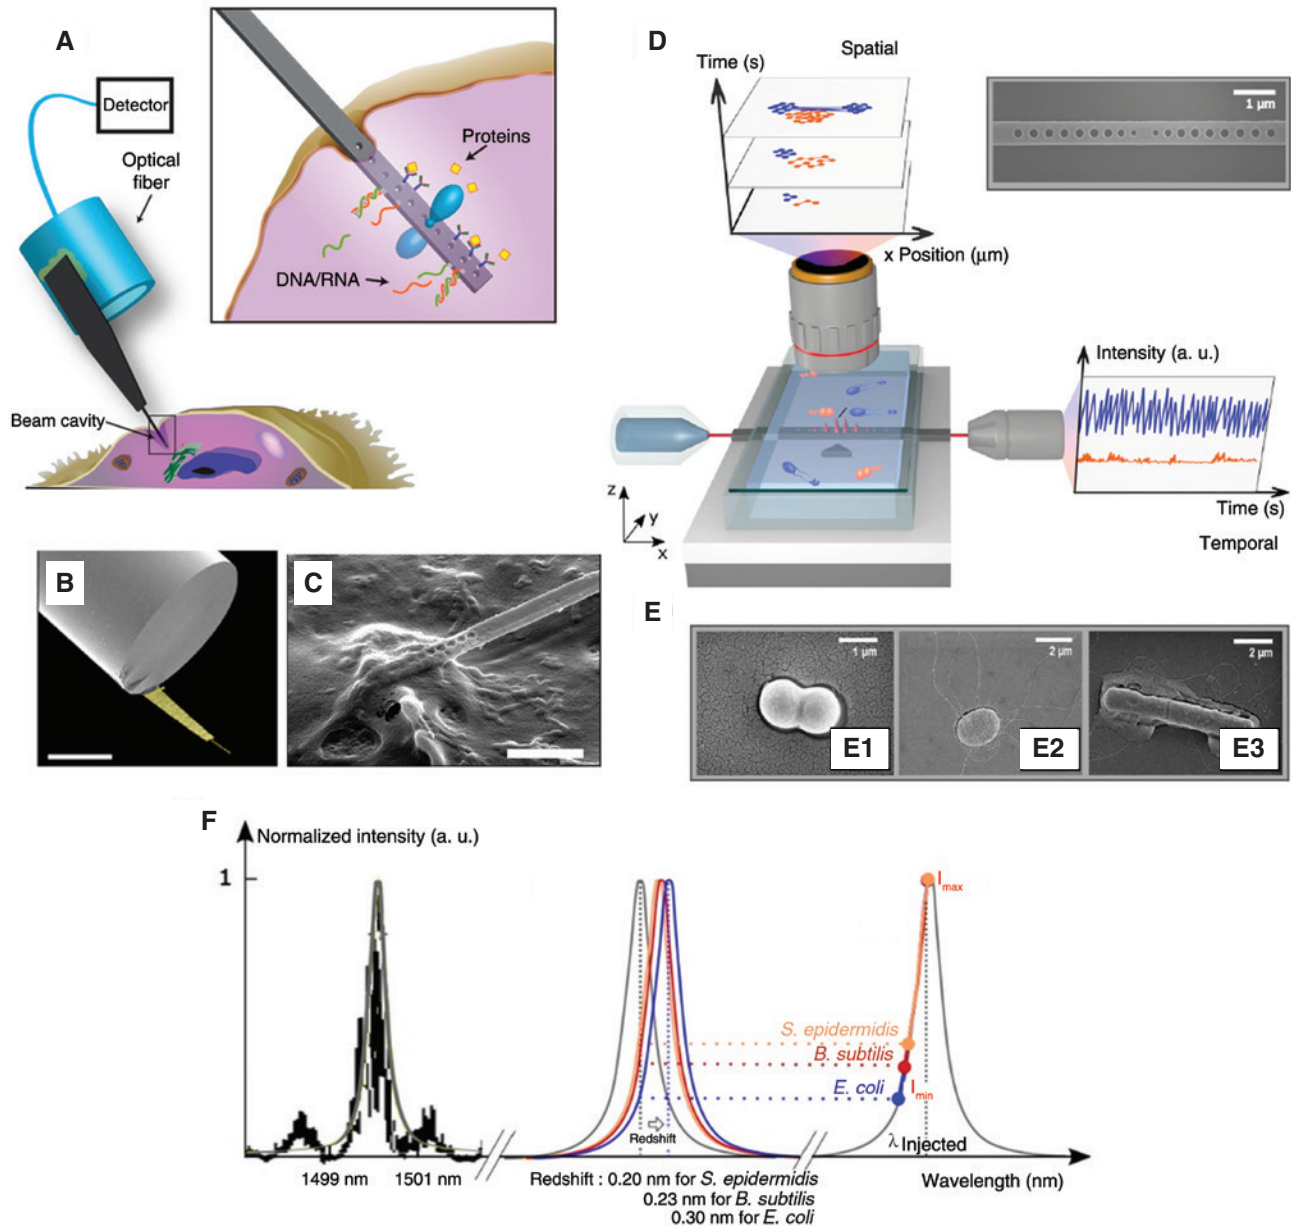 A
Detector
Optical
fiber
Proteins
DNA/RNA
Beam cavity
B
C
D
Spatial
Time (s)
x Position (μm)
1 μm
Intensity (a. u.)
Time (s)
Temporal
z
y
x
E
1 μm
E1
2 μm
E2
2 μm
E3
F
Normalized intensity (a. u.)
1
Imax
S. epidermidis
B. subtilis
E. coli
Imin
Redshift
λ Injected
1499 nm 1501 nm
Wavelength (nm)
Redshift : 0.20 nm for S. epidermidis
0.23 nm for B. subtilis
0.30 nm for E. coli